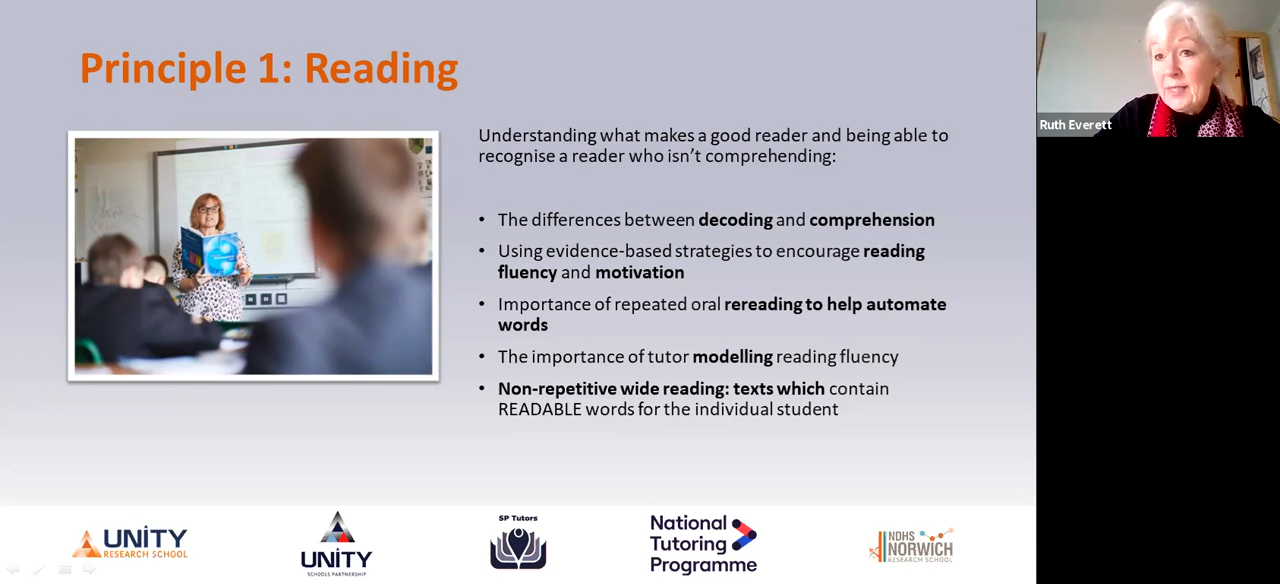 Principle 1: Reading
Ruth Everett
Understanding what makes a good reader and being able to
recognise a reader who isn't comprehending:
• The differences between decoding and comprehension
• Using evidence-based strategies to encourage reading
fluency and motivation
• Importance of repeated oral rereading to help automate
words
• The importance of tutor modelling reading fluency
• Non-repetitive wide reading: texts which contain
READABLE words for the individual student
UNITY
RESEARCH SCHOOL
UNITY
SCHOOLS PARTNERSHIP
SP Tutors
National
Tutoring
Programme
NDHS
NORWICH
RESEARCH SCHOOL